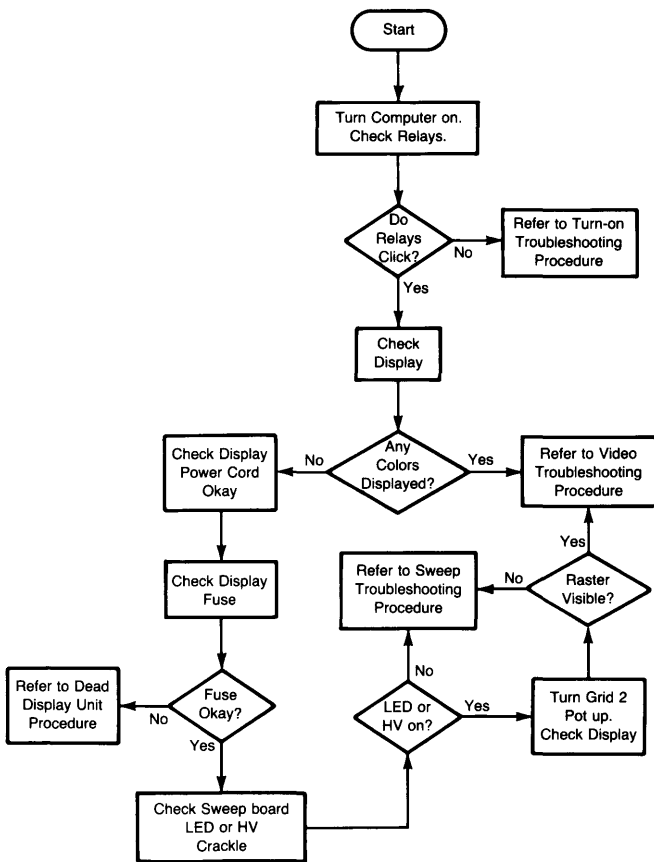 Start
Turn Computer on.
Check Relays.
Do
Relays
Click?
No
Refer to Turn-on
Troubleshooting
Procedure
Yes
Check
Display
Any
Colors
Displayed?
No
Yes
Check Display
Power Cord
Okay
Refer to Video
Troubleshooting
Procedure
Check Display
Fuse
Refer to Sweep
Troubleshooting
Procedure
No
Yes
Raster
Visible?
Refer to Dead
Display Unit
Procedure
No
Fuse
Okay?
Yes
No
LED or
HV on?
Yes
Turn Grid 2
Pot up.
Check Display
Check Sweep board
LED or HV
Crackle